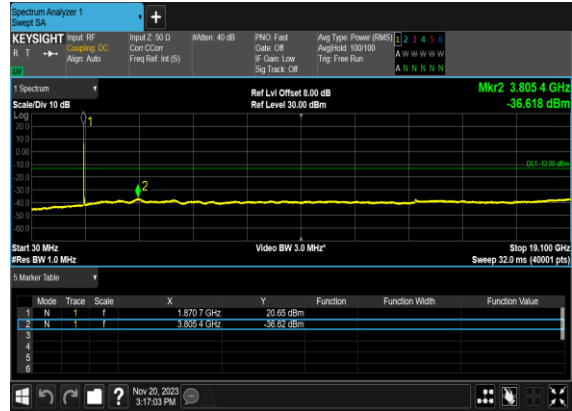 Spectrum Analyzer 1
Swept SA
+
KEYSIGHT Input: RF Input Z: 50 Ω #Atten: 40 dB PNO: Fast Avg Type: Power (RMS) 1 2 3 4 5 6
R T Coupling: DC Corr CCorr Gate: Off Avg|Hold: 100/100 A W W W W W
Align: Auto Freq Ref: Int (S) IF Gain: Low Trig: Free Run
Sig Track: Off A N N N N N
1 Spectrum Ref Lvl Offset 8.00 dB Mkr2 3.805 4 GHz
Scale/Div 10 dB Ref Level 30.00 dBm -36.618 dBm
Log
20.0
10.0
0.00
-10.0
-20.0
-30.0
-40.0
-50.0
-60.0
1
2
DL1 -13.00 dBm
Start 30 MHz Video BW 3.0 MHz* Stop 19.100 GHz
#Res BW 1.0 MHz Sweep 32.0 ms (40001 pts)
5 Marker Table
Mode Trace Scale X Y Function Function Width Function Value
1 N 1 f 1.870 7 GHz 20.65 dBm
2 N 1 f 3.805 4 GHz -36.62 dBm
3
4
5
6
? Nov 20, 2023
3:17:03 PM